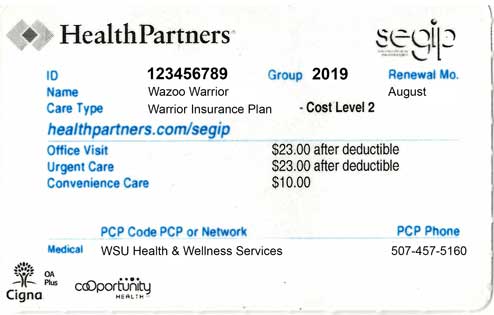 HealthPartners®
segip
ID 123456789 Group 2019 Renewal Mo.
Name Wazoo Warrior August
Care Type Warrior Insurance Plan - Cost Level 2
healthpartners.com/segip
Office Visit $23.00 after deductible
Urgent Care $23.00 after deductible
Convenience Care $10.00
PCP Code PCP or Network PCP Phone
Medical WSU Health & Wellness Services 507-457-5160
Cigna
OA
Plus
coOportunity
HEALTH